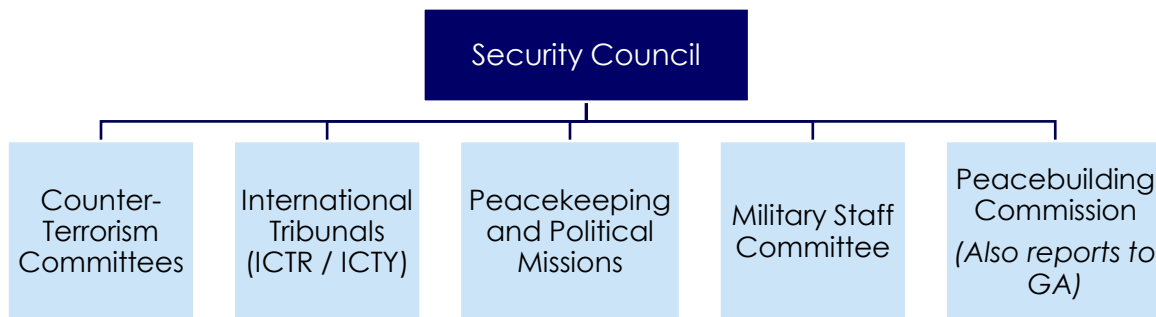 Security Council
Counter-
Terrorism
Committees
International
Tribunals
(ICTR / ICTY)
Peacekeeping
and Political
Missions
Military Staff
Committee
Peacebuilding
Commission
(Also reports to
GA)